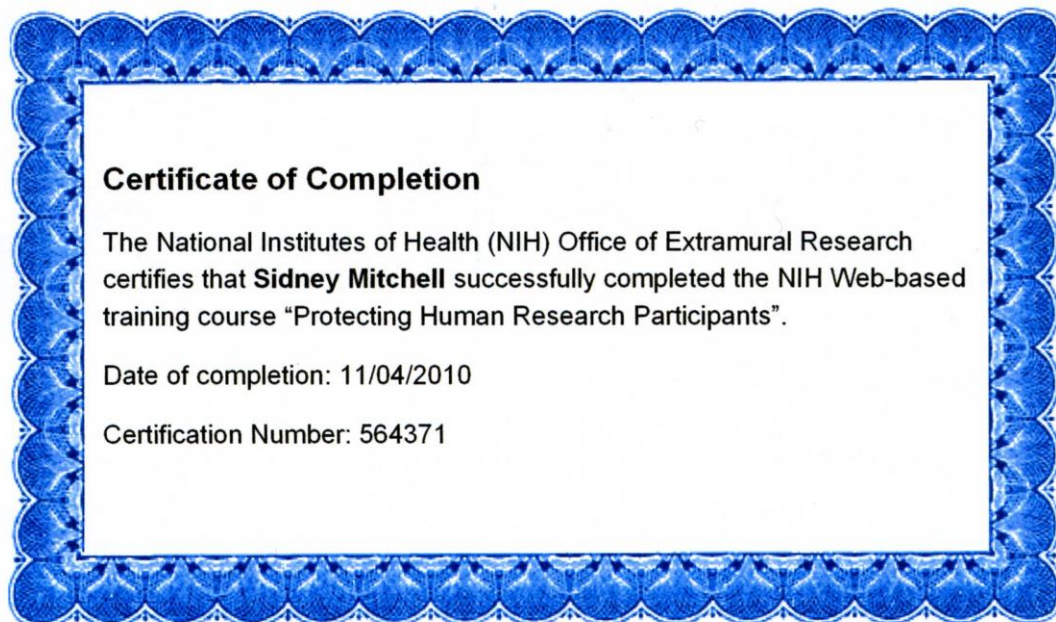 Certificate of Completion
The National Institutes of Health (NIH) Office of Extramural Research
certifies that Sidney Mitchell successfully completed the NIH Web-based
training course “Protecting Human Research Participants”.
Date of completion: 11/04/2010
Certification Number: 564371